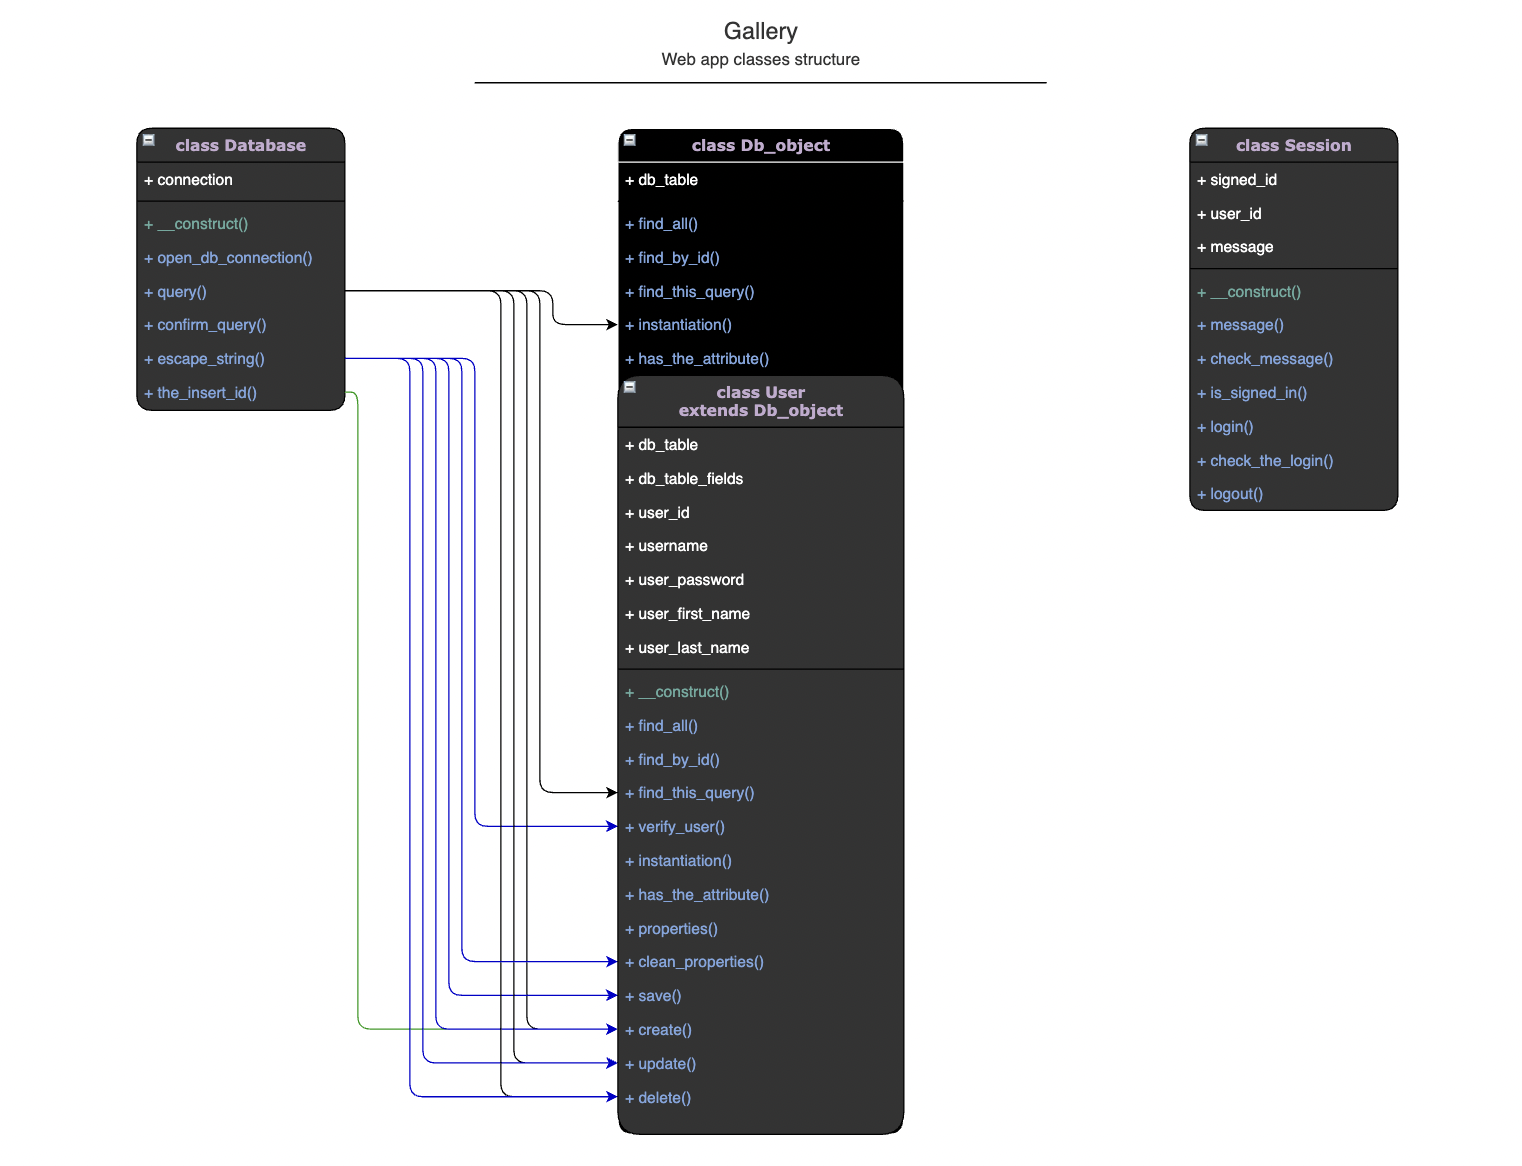 Gallery
Web app classes structure
class Database
+ connection
+ __construct()
+ open_db_connection()
+ query()
+ confirm_query()
+ escape_string()
+ the_insert_id()
class Db_object
+ db_table
+ find_all()
+ find_by_id()
+ find_this_query()
+ instantiation()
+ has_the_attribute()
class User
extends Db_object
+ db_table
+ db_table_fields
+ user_id
+ username
+ user_password
+ user_first_name
+ user_last_name
+ __construct()
+ find_all()
+ find_by_id()
+ find_this_query()
+ verify_user()
+ instantiation()
+ has_the_attribute()
+ properties()
+ clean_properties()
+ save()
+ create()
+ update()
+ delete()
class Session
+ signed_id
+ user_id
+ message
+ __construct()
+ message()
+ check_message()
+ is_signed_in()
+ login()
+ check_the_login()
+ logout()